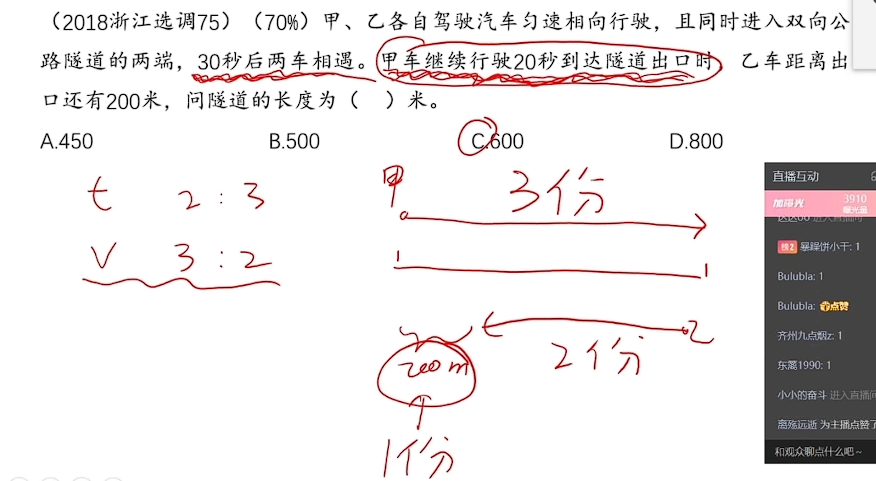 （2018浙江选调75）（70%）甲、乙各自驾驶汽车匀速相向行驶，且同时进入双向公
路隧道的两端，30秒后两车相遇。甲车继续行驶20秒到达隧道出口时，乙车距离出
口还有200米，问隧道的长度为（ ）米。
A.450 B.500 C.600 D.800
t 2：3
V 3：2
甲 3份
乙
2份
200m
1份
直播互动
加曝光 3910
曝光量
进入直播间
榜2 暴躁饼小干: 1
Bulubla: 1
Bulubla: 点赞
齐州九点烟z: 1
东篱1990: 1
小小的奋斗 进入直播间
离殇远逝 为主播点赞了
和观众聊点什么吧～